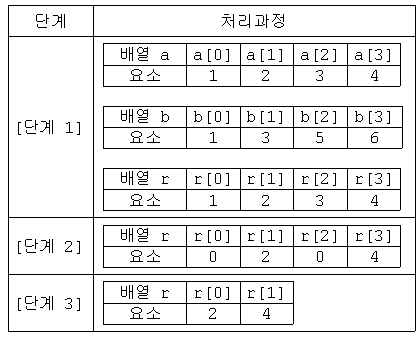 단계 처리과정
[단계 1]
배열 a a[0] a[1] a[2] a[3]
요소 1 2 3 4
배열 b b[0] b[1] b[2] b[3]
요소 1 3 5 6
배열 r r[0] r[1] r[2] r[3]
요소 1 2 3 4
[단계 2]
배열 r r[0] r[1] r[2] r[3]
요소 0 2 0 4
[단계 3]
배열 r r[0] r[1]
요소 2 4